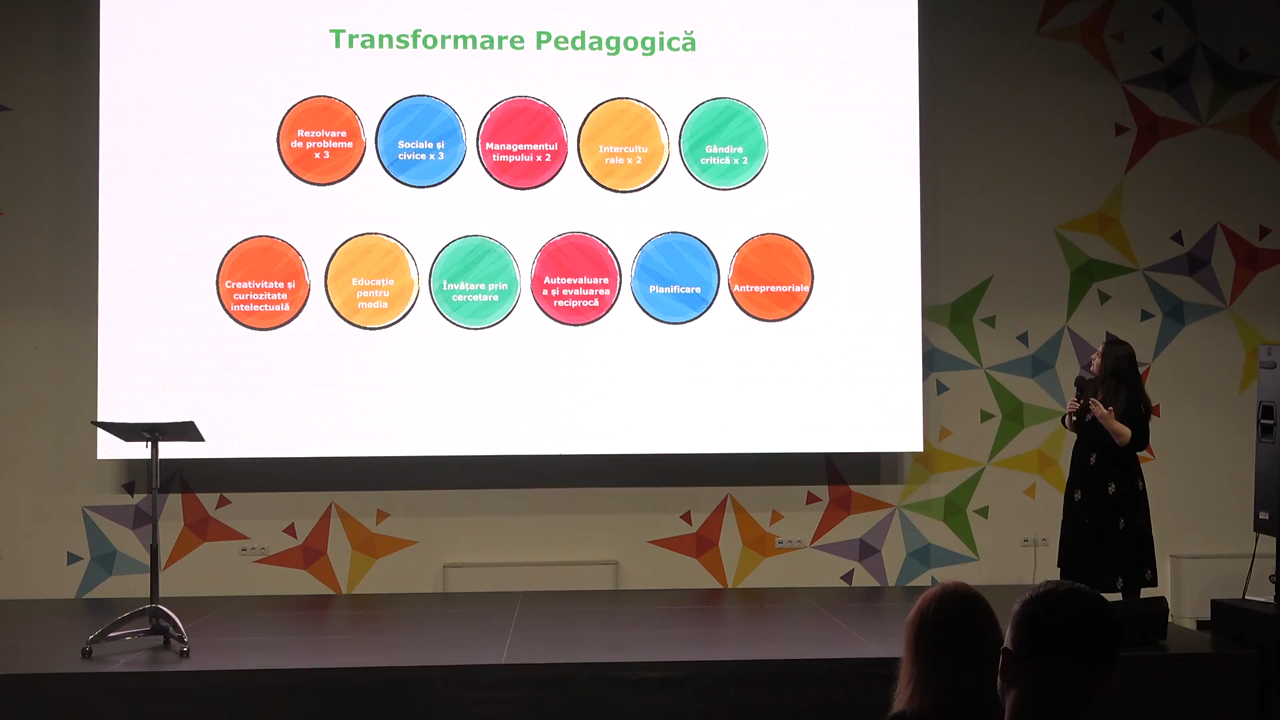 Transformare Pedagogică
Rezolvare
de probleme
x 3
Sociale și
civice x 3
Managementul
timpului x 2
Intercultu
rale x 2
Gândire
critică x 2
Creativitate și
curiozitate
intelectuală
Educație
pentru
media
Învățare prin
cercetare
Autoevaluare
a și evaluarea
reciprocă
Planificare
Antreprenoriale